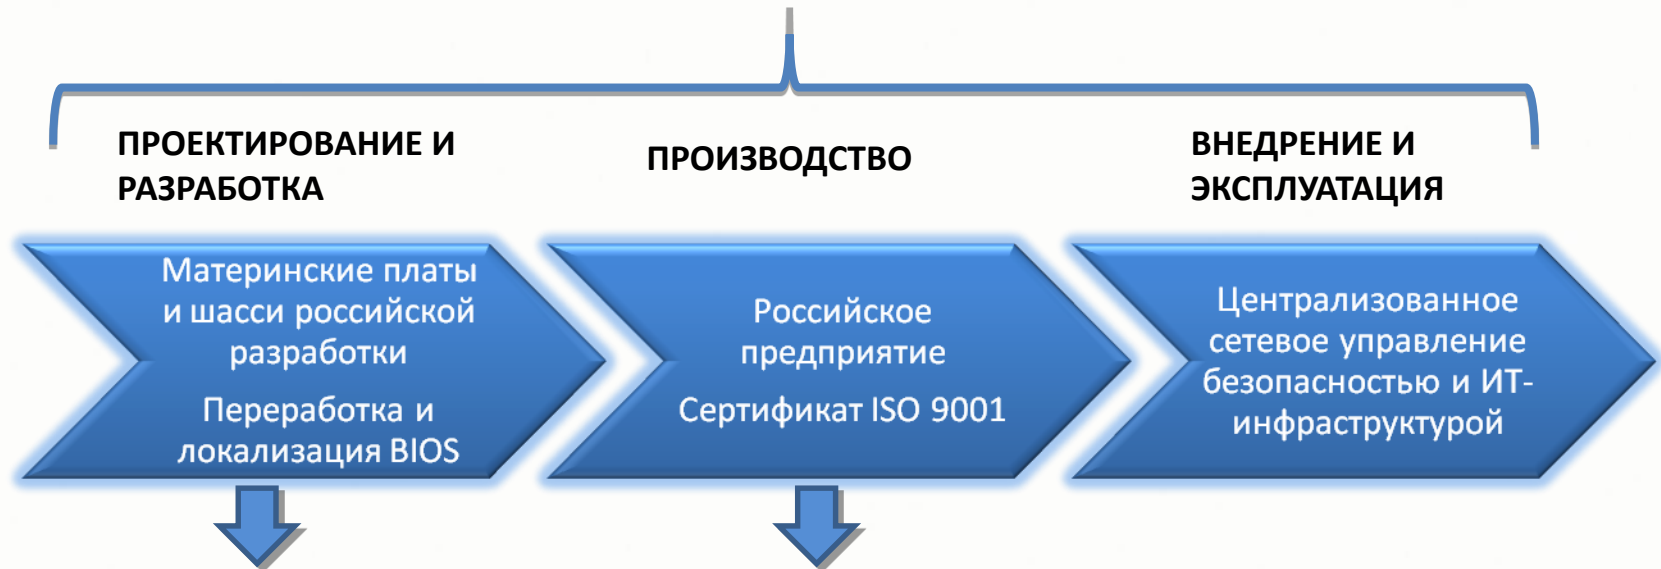 ПРОЕКТИРОВАНИЕ И
РАЗРАБОТКА
ПРОИЗВОДСТВО
ВНЕДРЕНИЕ И
ЭКСПЛУАТАЦИЯ
Материнские платы
и шасси российской
разработки
Переработка и
локализация BIOS
Российское
предприятие
Сертификат ISO 9001
Централизованное
сетевое управление
безопасностью и ИТ-
инфраструктурой